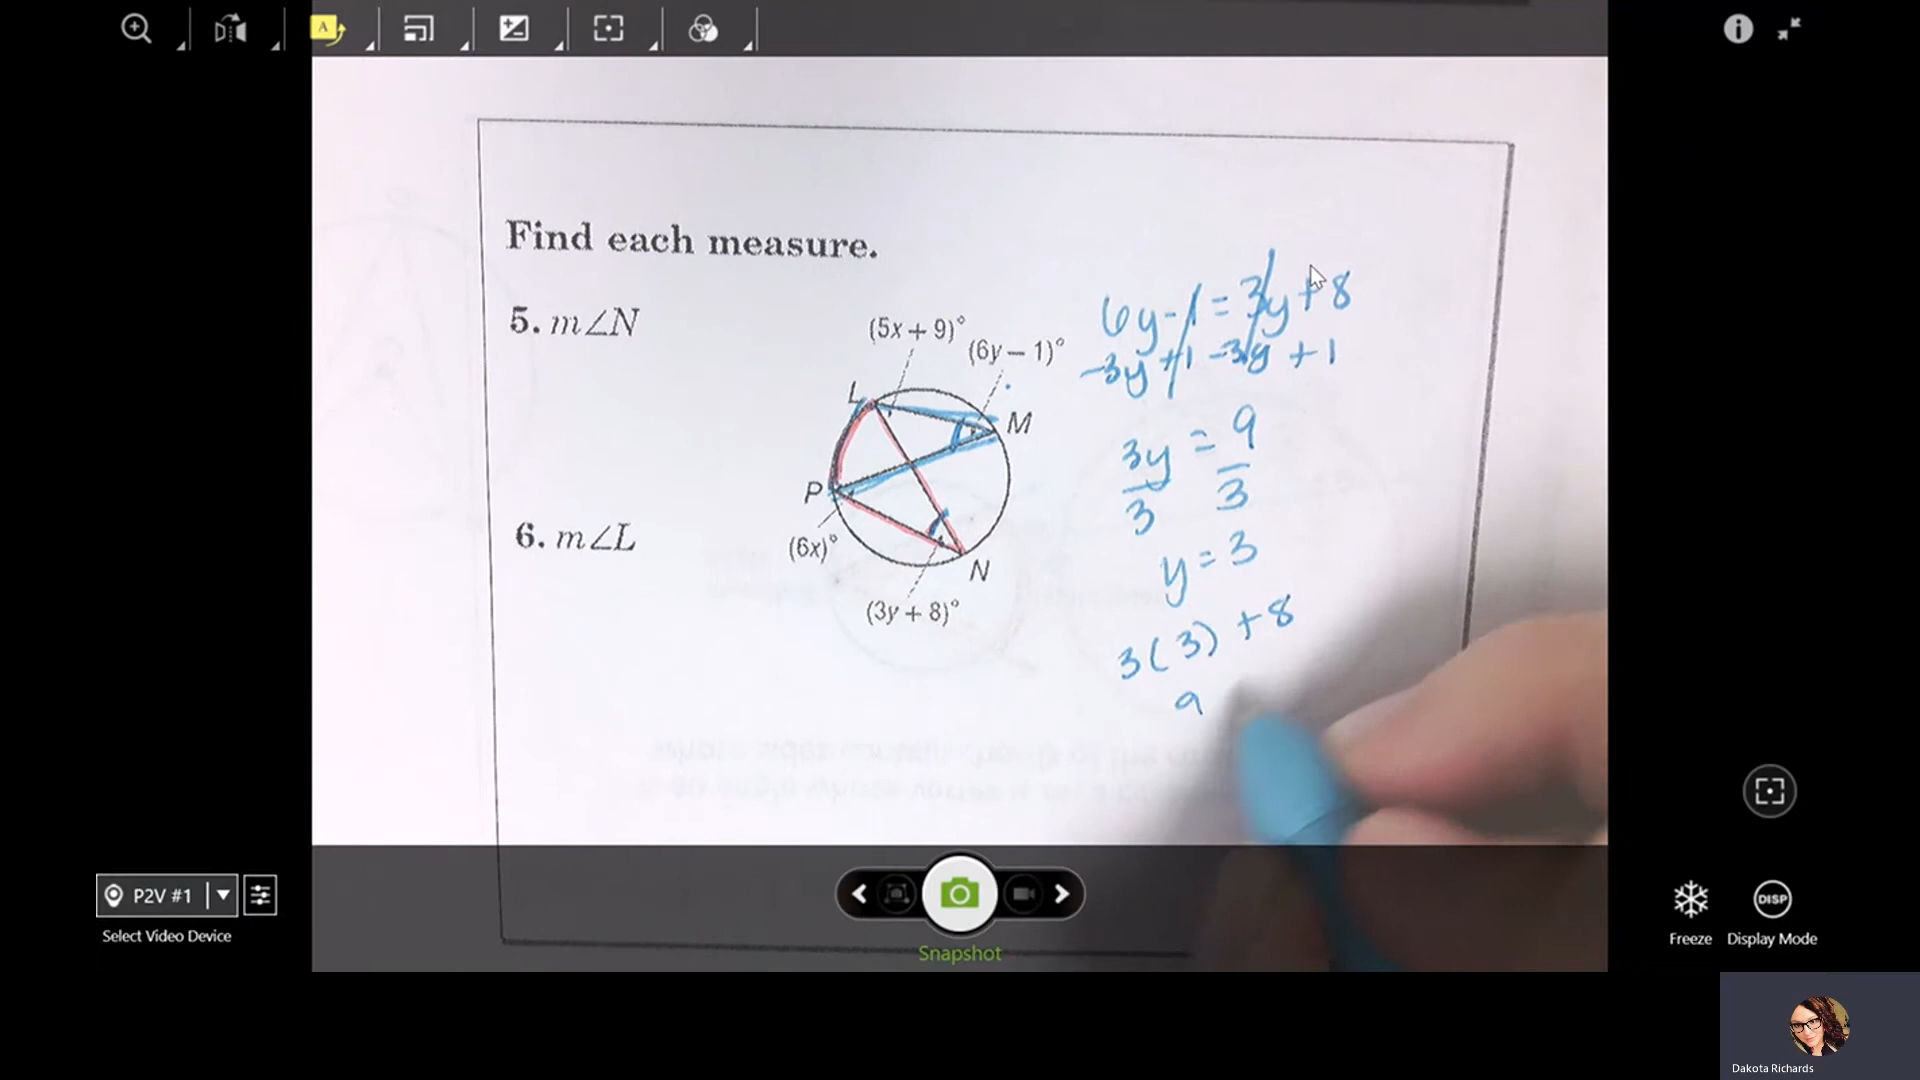 A
Find each measure.
5. m∠N
6. m∠L
(5x + 9)°
(6y – 1)°
L
M
P
N
(6x)°
(3y + 8)°
6y - 1 = 3y + 8
-3y +1 -3y + 1
3y = 9
3 3
y = 3
3(3) + 8
9
P2V #1
Select Video Device
Snapshot
Freeze
DISP
Display Mode
Dakota Richards